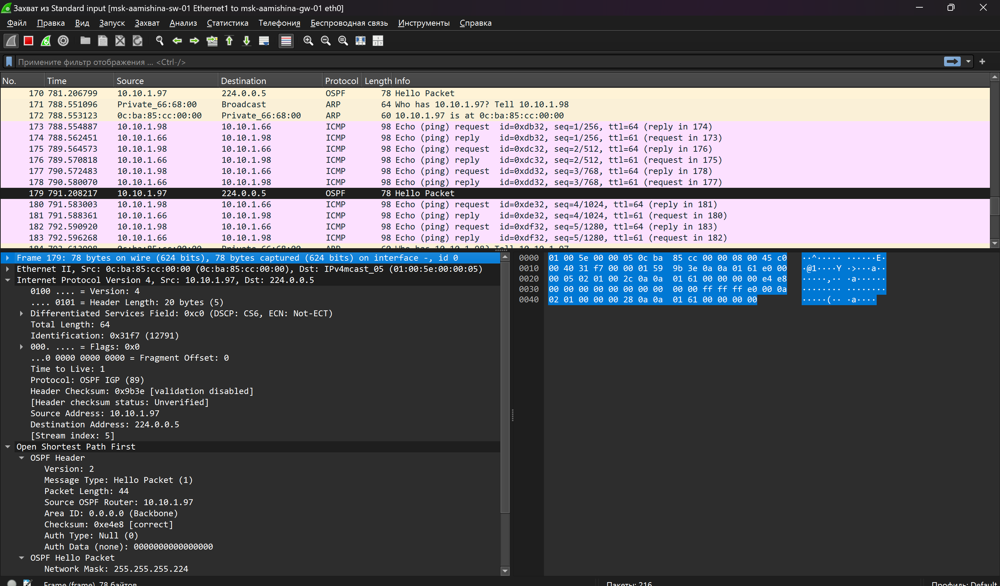 Захват из Standard input [msk-aamishina-sw-01 Ethernet1 to msk-aamishina-gw-01 eth0]
Файл Правка Вид Запуск Захват Анализ Статистика Телефония Беспроводная связь Инструменты Справка
Примените фильтр отображения ... <Ctrl-/>
No. Time Source Destination Protocol Length Info
170 781.206799 10.10.1.97 224.0.0.5 OSPF 78 Hello Packet
171 788.551096 Private_66:68:00 Broadcast ARP 64 Who has 10.10.1.97? Tell 10.10.1.98
172 788.553123 0c:ba:85:cc:00:00 Private_66:68:00 ARP 60 10.10.1.97 is at 0c:ba:85:cc:00:00
173 788.554887 10.10.1.98 10.10.1.66 ICMP 98 Echo (ping) request id=0xdb32, seq=1/256, ttl=64 (reply in 174)
174 788.562451 10.10.1.66 10.10.1.98 ICMP 98 Echo (ping) reply id=0xdb32, seq=1/256, ttl=61 (request in 173)
175 789.564573 10.10.1.98 10.10.1.66 ICMP 98 Echo (ping) request id=0xdc32, seq=2/512, ttl=64 (reply in 176)
176 789.570818 10.10.1.66 10.10.1.98 ICMP 98 Echo (ping) reply id=0xdc32, seq=2/512, ttl=61 (request in 175)
177 790.572483 10.10.1.98 10.10.1.66 ICMP 98 Echo (ping) request id=0xdd32, seq=3/768, ttl=64 (reply in 178)
178 790.580070 10.10.1.66 10.10.1.98 ICMP 98 Echo (ping) reply id=0xdd32, seq=3/768, ttl=61 (request in 177)
179 791.208217 10.10.1.97 224.0.0.5 OSPF 78 Hello Packet
180 791.583003 10.10.1.98 10.10.1.66 ICMP 98 Echo (ping) request id=0xde32, seq=4/1024, ttl=64 (reply in 181)
181 791.588361 10.10.1.66 10.10.1.98 ICMP 98 Echo (ping) reply id=0xde32, seq=4/1024, ttl=61 (request in 180)
182 792.590920 10.10.1.98 10.10.1.66 ICMP 98 Echo (ping) request id=0xdf32, seq=5/1280, ttl=64 (reply in 183)
183 792.596268 10.10.1.66 10.10.1.98 ICMP 98 Echo (ping) reply id=0xdf32, seq=5/1280, ttl=61 (request in 182)
Frame 179: 78 bytes on wire (624 bits), 78 bytes captured (624 bits) on interface -, id 0
Ethernet II, Src: 0c:ba:85:cc:00:00 (0c:ba:85:cc:00:00), Dst: IPv4mcast_05 (01:00:5e:00:00:05)
Internet Protocol Version 4, Src: 10.10.1.97, Dst: 224.0.0.5
0100 .... = Version: 4
.... 0101 = Header Length: 20 bytes (5)
Differentiated Services Field: 0xc0 (DSCP: CS6, ECN: Not-ECT)
Total Length: 64
Identification: 0x31f7 (12791)
000. .... = Flags: 0x0
...0 0000 0000 0000 = Fragment Offset: 0
Time to Live: 1
Protocol: OSPF IGP (89)
Header Checksum: 0x9b3e [validation disabled]
[Header checksum status: Unverified]
Source Address: 10.10.1.97
Destination Address: 224.0.0.5
[Stream index: 5]
Open Shortest Path First
OSPF Header
Version: 2
Message Type: Hello Packet (1)
Packet Length: 44
Source OSPF Router: 10.10.1.97
Area ID: 0.0.0.0 (Backbone)
Checksum: 0xe4e8 [correct]
Auth Type: Null (0)
Auth Data (none): 0000000000000000
OSPF Hello Packet
Network Mask: 255.255.255.224
0000 01 00 5e 00 00 05 0c ba 85 cc 00 00 08 00 45 c0 ··^····· ······E·
0010 00 40 31 f7 00 00 01 59 9b 3e 0a 0a 01 61 e0 00 ·@1····Y ·>···a··
0020 00 05 02 01 00 2c 0a 0a 01 61 00 00 00 00 e4 e8 ·····,·· ·a······
0030 00 00 00 00 00 00 00 00 00 00 ff ff ff e0 00 0a ········ ········
0040 02 01 00 00 00 28 0a 0a 01 61 00 00 00 00 ·····(·· ·a····
Frame (frame), 78 байтов
Пакеты: 216
Профиль: Default